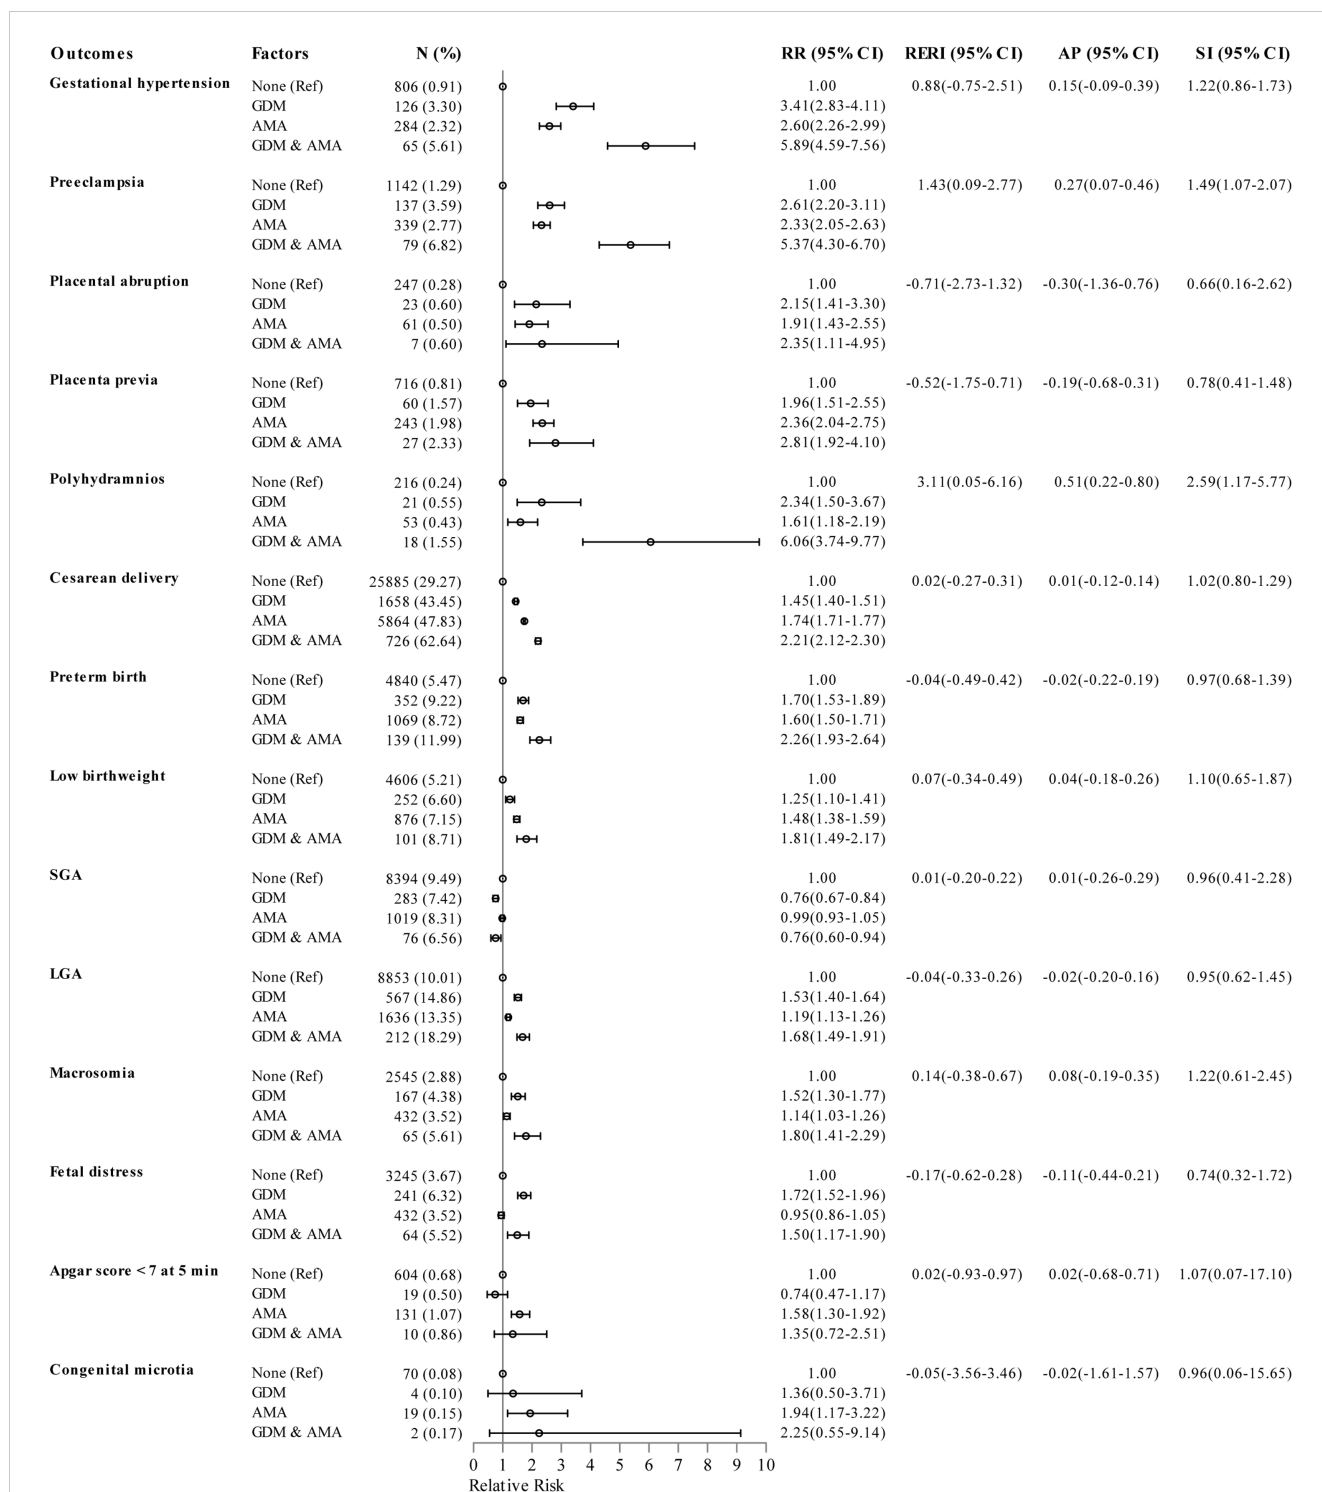 Outcomes Factors N (%) RR (95% CI) RERI (95% CI) AP (95% CI) SI (95% CI)
Gestational hypertension None (Ref) 806 (0.91) 1.00 0.88(-0.75-2.51) 0.15(-0.09-0.39) 1.22(0.86-1.73)
GDM 126 (3.30) 3.41(2.83-4.11)
AMA 284 (2.32) 2.60(2.26-2.99)
GDM & AMA 65 (5.61) 5.89(4.59-7.56)
Preeclampsia None (Ref) 1142 (1.29) 1.00 1.43(0.09-2.77) 0.27(0.07-0.46) 1.49(1.07-2.07)
GDM 137 (3.59) 2.61(2.20-3.11)
AMA 339 (2.77) 2.33(2.05-2.63)
GDM & AMA 79 (6.82) 5.37(4.30-6.70)
Placental abruption None (Ref) 247 (0.28) 1.00 -0.71(-2.73-1.32) -0.30(-1.36-0.76) 0.66(0.16-2.62)
GDM 23 (0.60) 2.15(1.41-3.30)
AMA 61 (0.50) 1.91(1.43-2.55)
GDM & AMA 7 (0.60) 2.35(1.11-4.95)
Placenta previa None (Ref) 716 (0.81) 1.00 -0.52(-1.75-0.71) -0.19(-0.68-0.31) 0.78(0.41-1.48)
GDM 60 (1.57) 1.96(1.51-2.55)
AMA 243 (1.98) 2.36(2.04-2.75)
GDM & AMA 27 (2.33) 2.81(1.92-4.10)
Polyhydramnios None (Ref) 216 (0.24) 1.00 3.11(0.05-6.16) 0.51(0.22-0.80) 2.59(1.17-5.77)
GDM 21 (0.55) 2.34(1.50-3.67)
AMA 53 (0.43) 1.61(1.18-2.19)
GDM & AMA 18 (1.55) 6.06(3.74-9.77)
Cesarean delivery None (Ref) 25885 (29.27) 1.00 0.02(-0.27-0.31) 0.01(-0.12-0.14) 1.02(0.80-1.29)
GDM 1658 (43.45) 1.45(1.40-1.51)
AMA 5864 (47.83) 1.74(1.71-1.77)
GDM & AMA 726 (62.64) 2.21(2.12-2.30)
Preterm birth None (Ref) 4840 (5.47) 1.00 -0.04(-0.49-0.42) -0.02(-0.22-0.19) 0.97(0.68-1.39)
GDM 352 (9.22) 1.70(1.53-1.89)
AMA 1069 (8.72) 1.60(1.50-1.71)
GDM & AMA 139 (11.99) 2.26(1.93-2.64)
Low birthweight None (Ref) 4606 (5.21) 1.00 0.07(-0.34-0.49) 0.04(-0.18-0.26) 1.10(0.65-1.87)
GDM 252 (6.60) 1.25(1.10-1.41)
AMA 876 (7.15) 1.48(1.38-1.59)
GDM & AMA 101 (8.71) 1.81(1.49-2.17)
SGA None (Ref) 8394 (9.49) 1.00 0.01(-0.20-0.22) 0.01(-0.26-0.29) 0.96(0.41-2.28)
GDM 283 (7.42) 0.76(0.67-0.84)
AMA 1019 (8.31) 0.99(0.93-1.05)
GDM & AMA 76 (6.56) 0.76(0.60-0.94)
LGA None (Ref) 8853 (10.01) 1.00 -0.04(-0.33-0.26) -0.02(-0.20-0.16) 0.95(0.62-1.45)
GDM 567 (14.86) 1.53(1.40-1.64)
AMA 1636 (13.35) 1.19(1.13-1.26)
GDM & AMA 212 (18.29) 1.68(1.49-1.91)
Macrosomia None (Ref) 2545 (2.88) 1.00 0.14(-0.38-0.67) 0.08(-0.19-0.35) 1.22(0.61-2.45)
GDM 167 (4.38) 1.52(1.30-1.77)
AMA 432 (3.52) 1.14(1.03-1.26)
GDM & AMA 65 (5.61) 1.80(1.41-2.29)
Fetal distress None (Ref) 3245 (3.67) 1.00 -0.17(-0.62-0.28) -0.11(-0.44-0.21) 0.74(0.32-1.72)
GDM 241 (6.32) 1.72(1.52-1.96)
AMA 432 (3.52) 0.95(0.86-1.05)
GDM & AMA 64 (5.52) 1.50(1.17-1.90)
Apgar score < 7 at 5 min None (Ref) 604 (0.68) 1.00 0.02(-0.93-0.97) 0.02(-0.68-0.71) 1.07(0.07-17.10)
GDM 19 (0.50) 0.74(0.47-1.17)
AMA 131 (1.07) 1.58(1.30-1.92)
GDM & AMA 10 (0.86) 1.35(0.72-2.51)
Congenital microtia None (Ref) 70 (0.08) 1.00 -0.05(-3.56-3.46) -0.02(-1.61-1.57) 0.96(0.06-15.65)
GDM 4 (0.10) 1.36(0.50-3.71)
AMA 19 (0.15) 1.94(1.17-3.22)
GDM & AMA 2 (0.17) 2.25(0.55-9.14)
0 1 2 3 4 5 6 7 8 9 10
Relative Risk